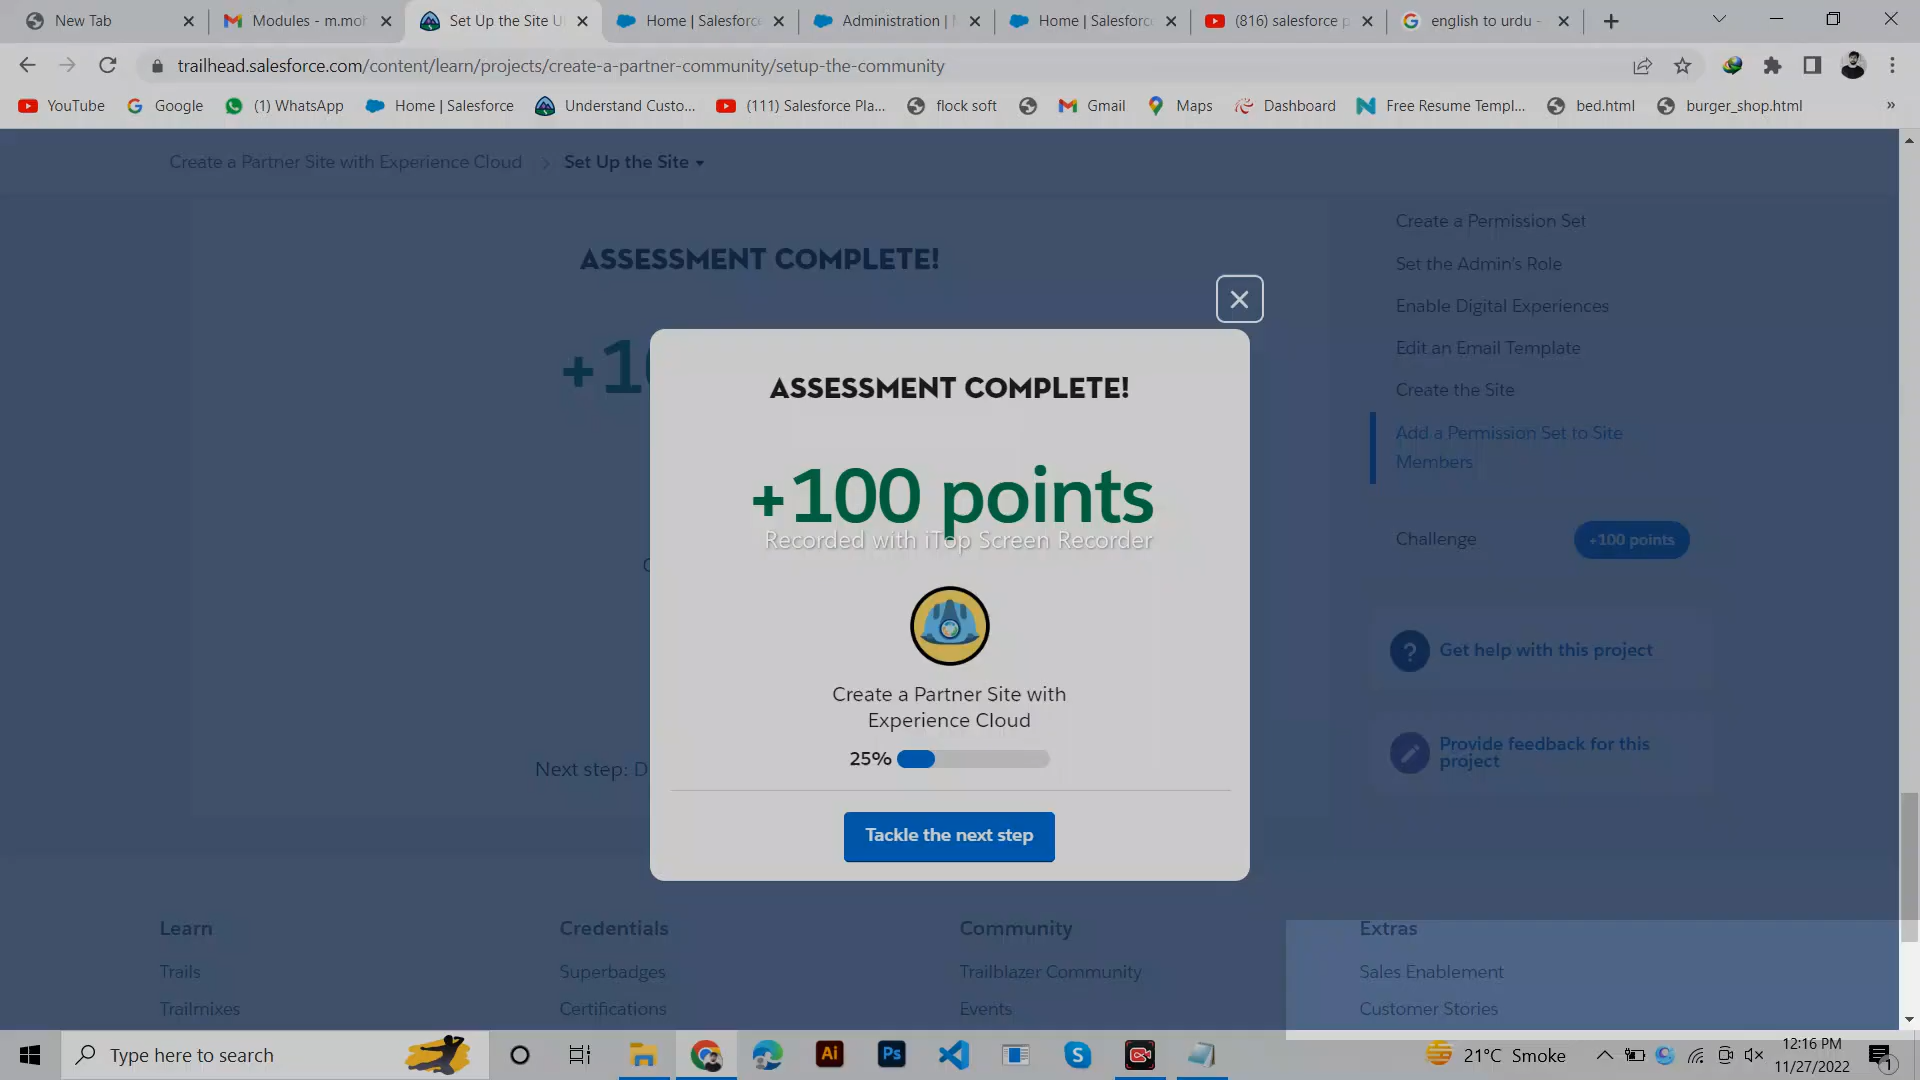 New Tab
Modules - m.moh
Set Up the Site U
Home | Salesforce
Administration |
Home | Salesforce
(816) salesforce p
english to urdu -
trailhead.salesforce.com/content/learn/projects/create-a-partner-community/setup-the-community
YouTube
Google
(1) WhatsApp
Home | Salesforce
Understand Custo...
(111) Salesforce Pla...
flock soft
Gmail
Maps
Dashboard
Free Resume Templ...
bed.html
burger_shop.html
»
Create a Partner Site with Experience Cloud
Set Up the Site
ASSESSMENT COMPLETE!
+10
Next step: D
Create a Permission Set
Set the Admin's Role
Enable Digital Experiences
Edit an Email Template
Create the Site
Add a Permission Set to Site
Members
Challenge
+100 points
Get help with this project
Provide feedback for this
project
ASSESSMENT COMPLETE!
+100 points
Recorded with iTop Screen Recorder
Create a Partner Site with
Experience Cloud
25%
Tackle the next step
Learn
Trails
Trailmixes
Credentials
Superbadges
Certifications
Community
Trailblazer Community
Events
Extras
Sales Enablement
Customer Stories
Type here to search
Ai
Ps
21°C Smoke
12:16 PM
11/27/2022
1